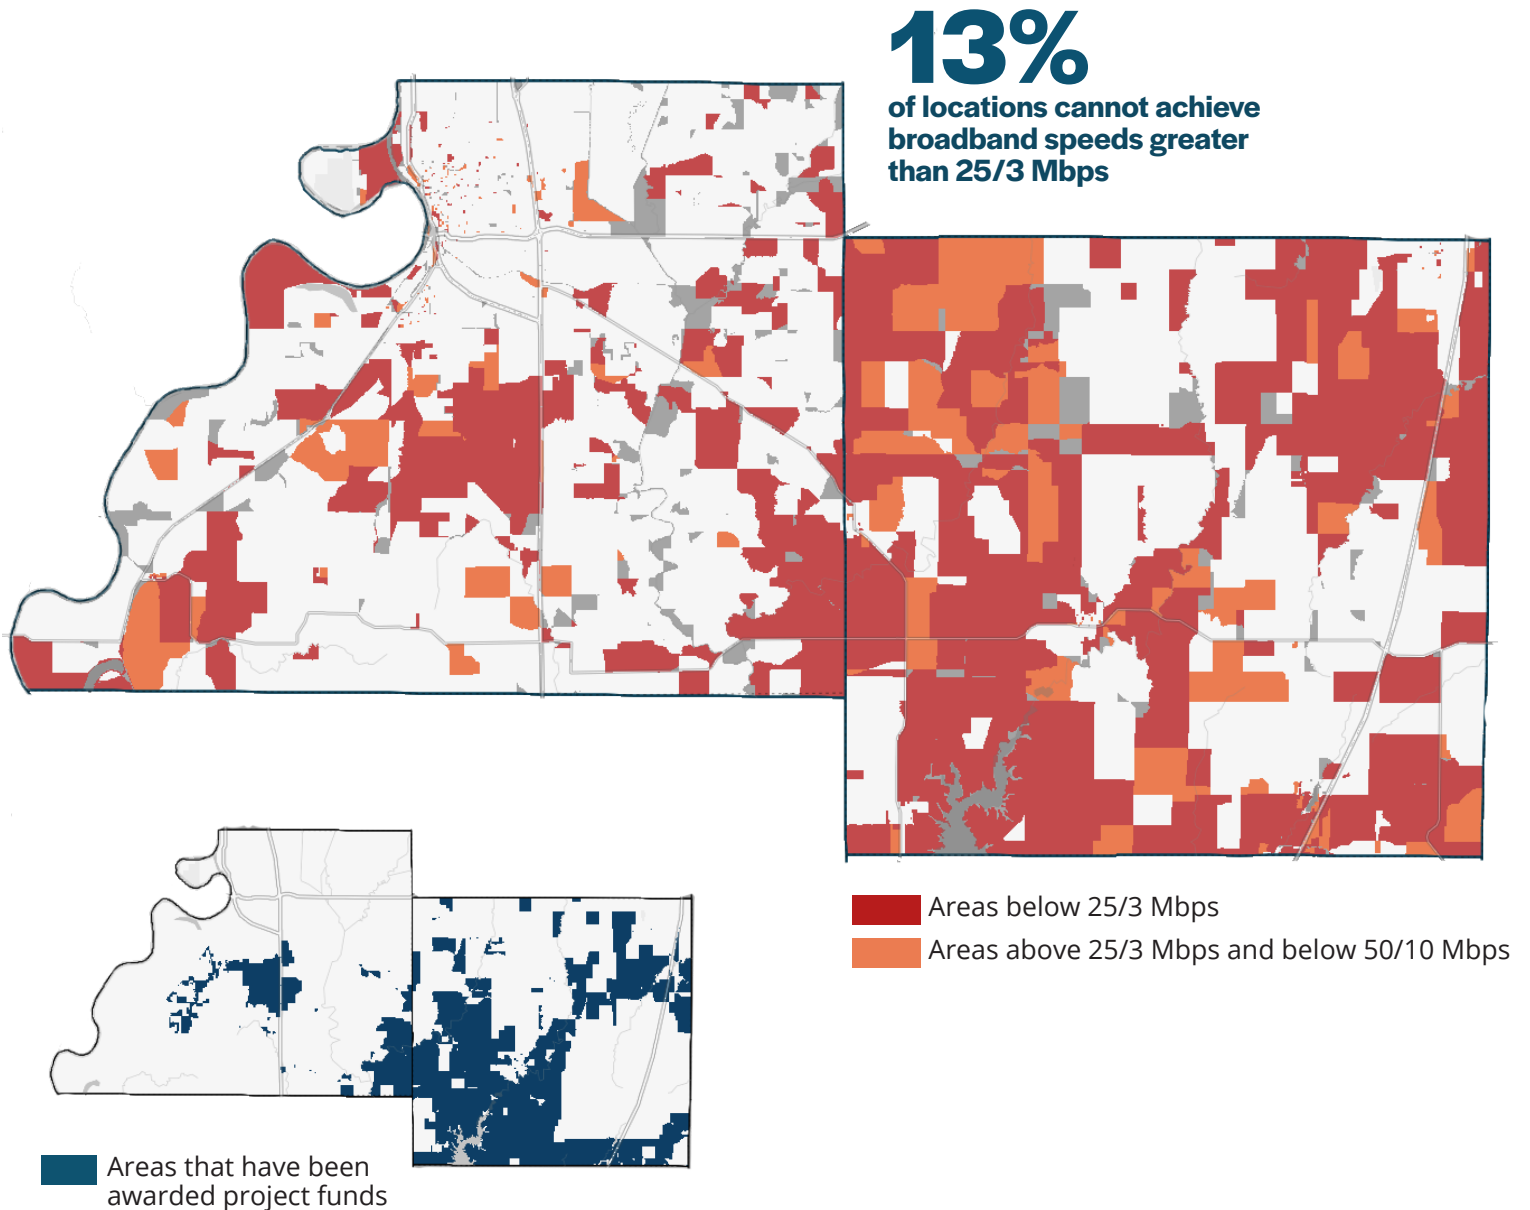 13%
of locations cannot achieve
broadband speeds greater
than 25/3 Mbps
Areas below 25/3 Mbps
Areas above 25/3 Mbps and below 50/10 Mbps
Areas that have been
awarded project funds